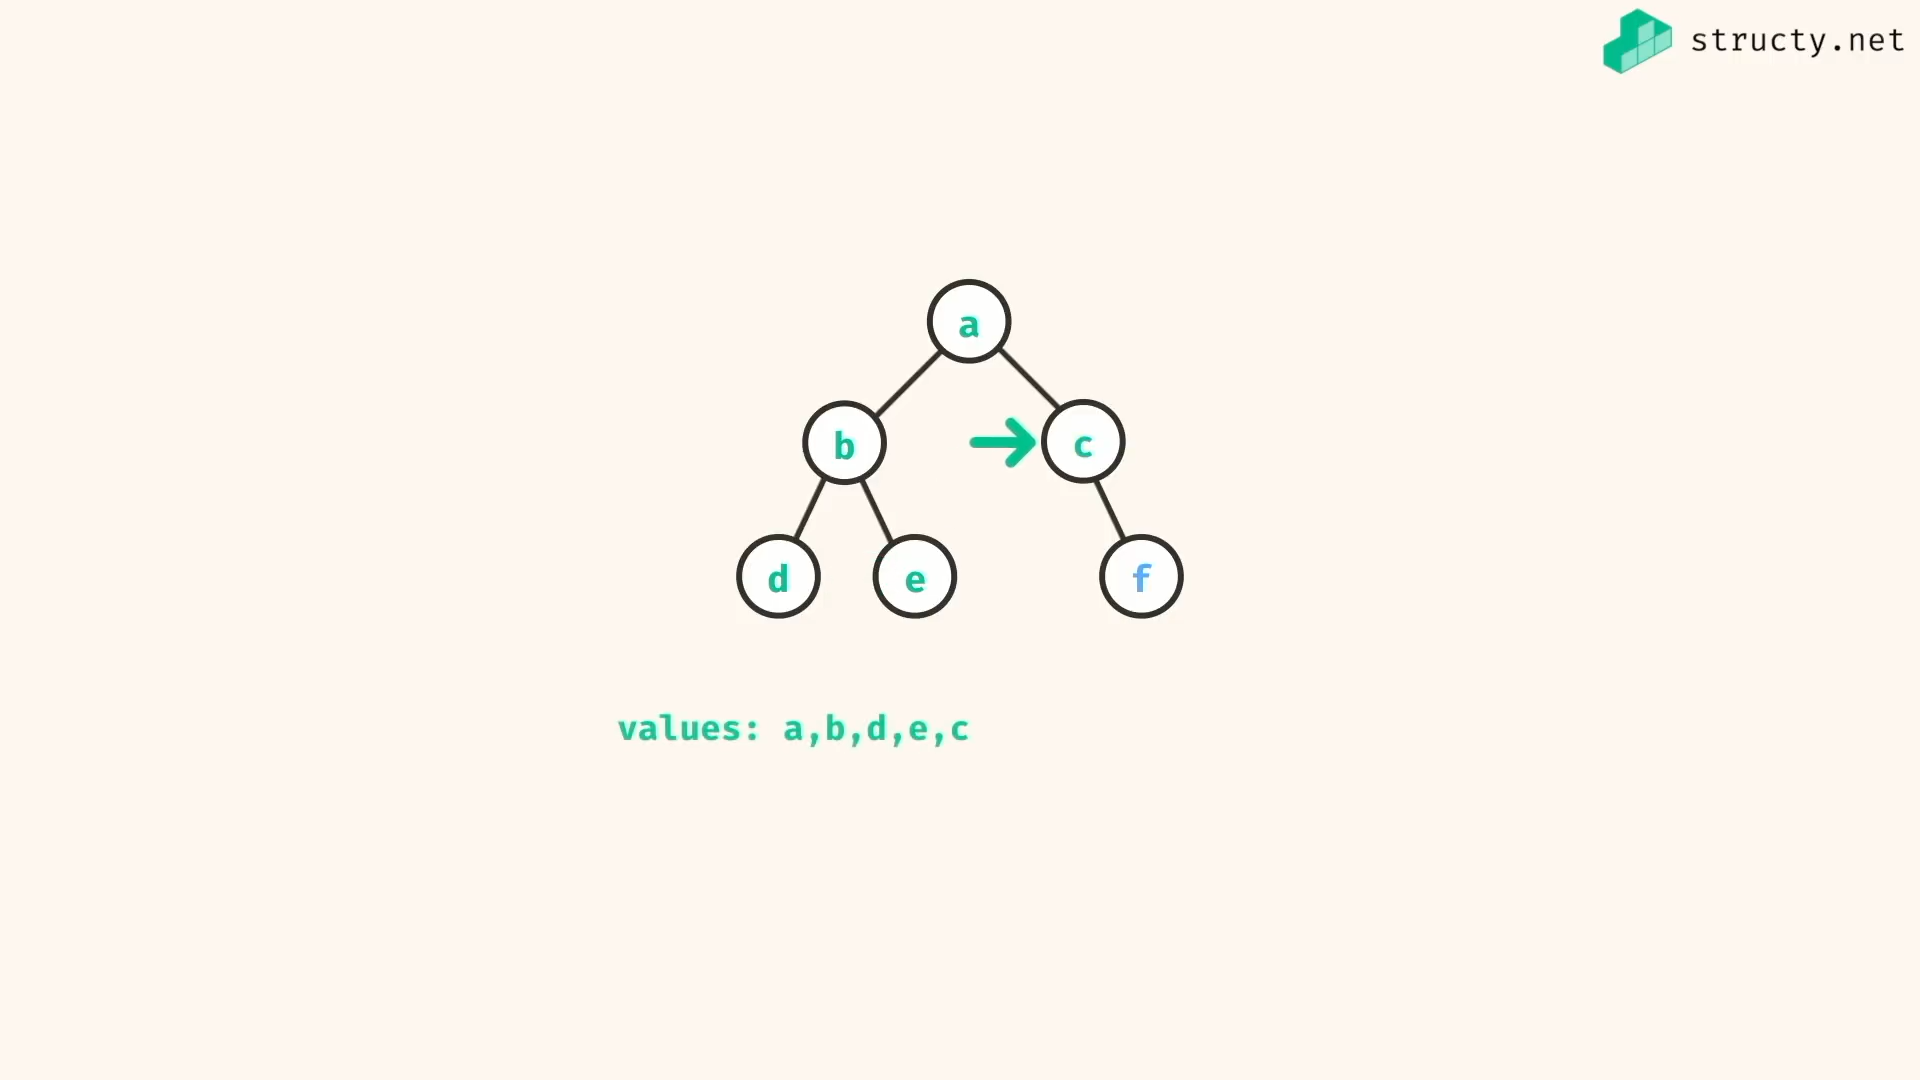 structy.net
a
b
c
d
e
f
values: a,b,d,e,c